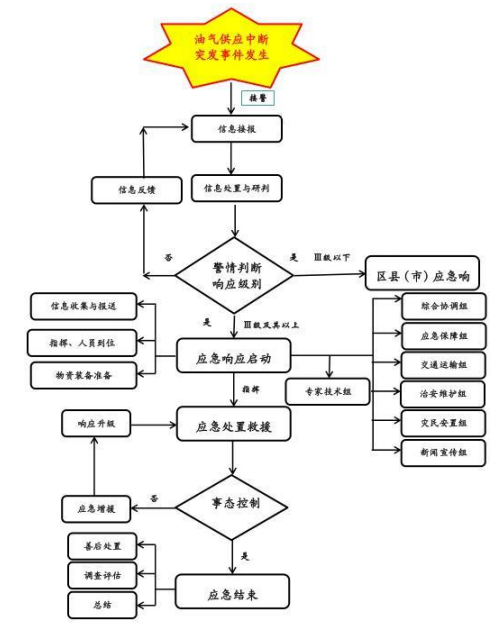 油气供应中断
突发事件发生
接警
信息接报
信息反馈
信息处置与研判
否
警情判断
响应级别
是
Ⅲ级以下
区县（市）应急响
是
Ⅲ级及其以上
信息收集与报送
指挥、人员到位
物资装备准备
应急响应启动
专家技术组
综合协调组
应急保障组
交通运输组
治安维护组
灾民安置组
新闻宣传组
指挥
响应升级
应急处置救援
应急增援
否
事态控制
是
善后处置
调查评估
总结
应急结束